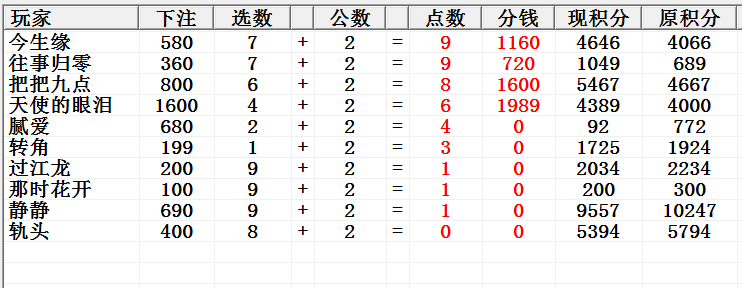 玩家 下注 选数 公数 点数 分钱 现积分 原积分
今生缘 580 7 + 2 = 9 1160 4646 4066
往事归零 360 7 + 2 = 9 720 1049 689
把把九点 800 6 + 2 = 8 1600 5467 4667
天使的眼泪 1600 4 + 2 = 6 1989 4389 4000
腻爱 680 2 + 2 = 4 0 92 772
转角 199 1 + 2 = 3 0 1725 1924
过江龙 200 9 + 2 = 1 0 2034 2234
那时花开 100 9 + 2 = 1 0 200 300
静静 690 9 + 2 = 1 0 9557 10247
轨头 400 8 + 2 = 0 0 5394 5794